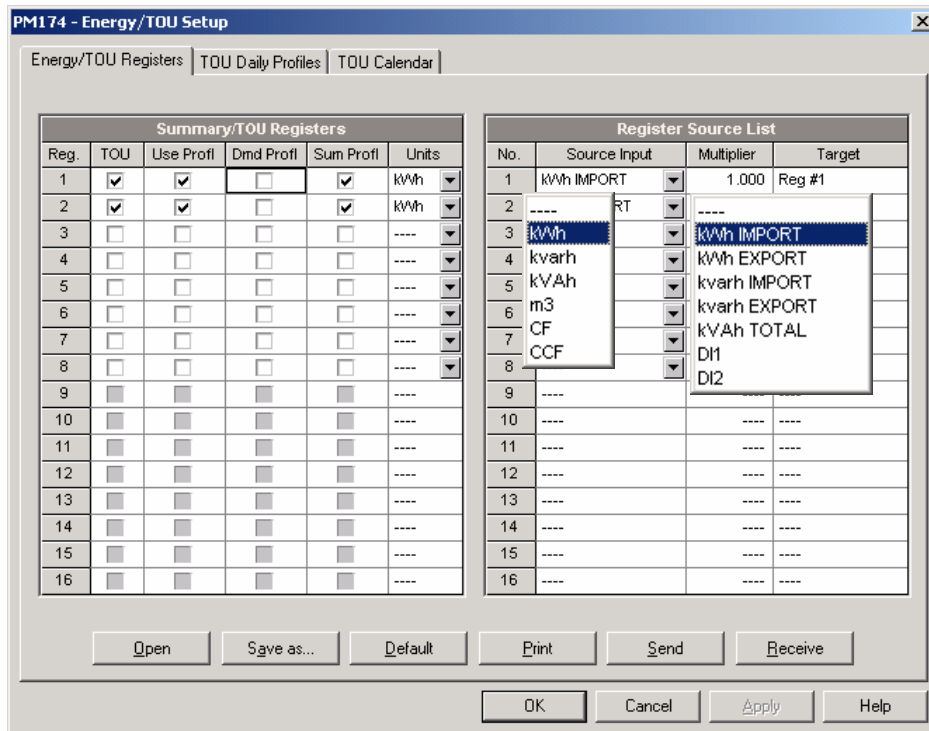 PM174 - Energy/TOU Setup
Energy/TOU Registers TOU Daily Profiles TOU Calendar
Summary/TOU Registers Register Source List
Reg. TOU Use Profl Dmd Profl Sum Profl Units No. Source Input Multiplier Target
1 kWh 1 kWh IMPORT 1.000 Reg #1
2 kWh 2 ---- RT ----
3 ---- 3 kWh kWh IMPORT
4 ---- 4 kvarh kWh EXPORT
5 ---- 5 kVAh kvarh IMPORT
6 ---- 6 m3 kvarh EXPORT
7 ---- 7 CF kVAh TOTAL
8 ---- 8 CCF DI1
DI2
9 ---- 9 ---- ---- ----
10 ---- 10 ---- ---- ----
11 ---- 11 ---- ---- ----
12 ---- 12 ---- ---- ----
13 ---- 13 ---- ---- ----
14 ---- 14 ---- ---- ----
15 ---- 15 ---- ---- ----
16 ---- 16 ---- ---- ----
Open Save as... Default Print Send Receive
OK Cancel Apply Help